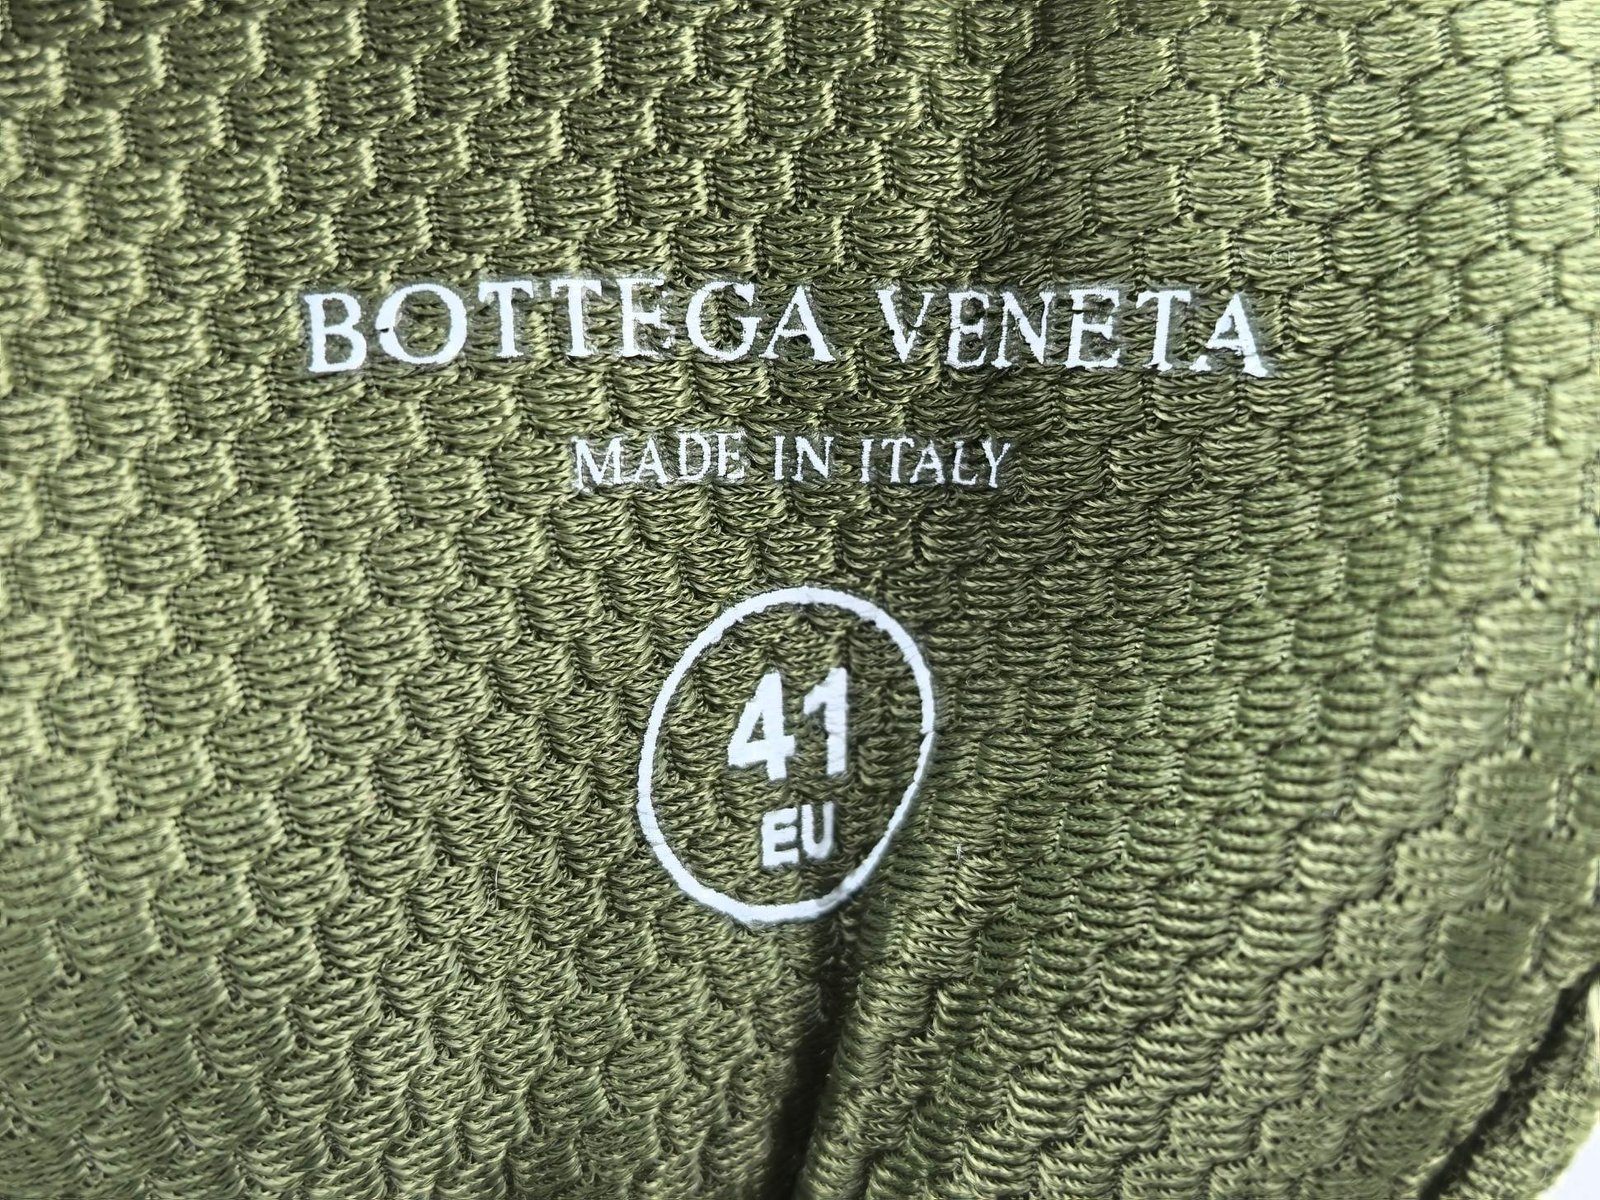 BOTTEGA VENETA
MADE IN ITALY
41
EU